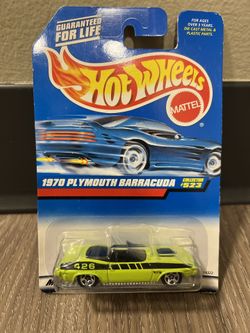 GUARANTEED
FOR LIFE
FOR AGES
OVER 3 YEARS.
DIE CAST METAL &
PLASTIC PARTS.
HOT WHEELS
MATTEL
1970 PLYMOUTH BARRACUDA
COLLECTOR
#523
426